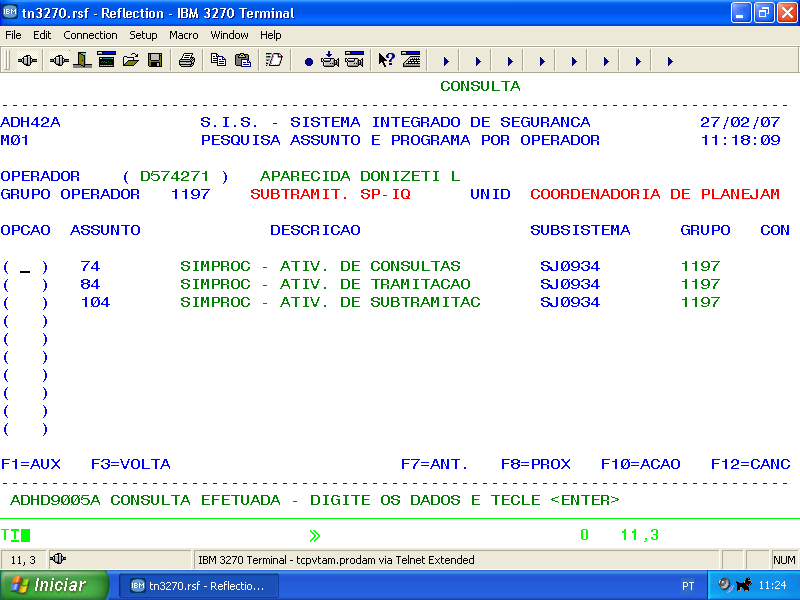 tn3270.rsf - Reflection - IBM 3270 Terminal
File Edit Connection Setup Macro Window Help
CONSULTA
ADH42A S.I.S. - SISTEMA INTEGRADO DE SEGURANCA 27/02/07
M01 PESQUISA ASSUNTO E PROGRAMA POR OPERADOR 11:18:09
OPERADOR ( D574271 ) APARECIDA DONIZETI L
GRUPO OPERADOR 1197 SUBTRAMIT. SP-IQ UNID COORDENADORIA DE PLANEJAM
OPCAO ASSUNTO DESCRICAO SUBSISTEMA GRUPO CON
( _ ) 74 SIMPROC - ATIV. DE CONSULTAS SJ0934 1197
( ) 84 SIMPROC - ATIV. DE TRAMITACAO SJ0934 1197
( ) 104 SIMPROC - ATIV. DE SUBTRAMITAC SJ0934 1197
( )
( )
( )
( )
( )
( )
( )
F1=AUX F3=VOLTA F7=ANT. F8=PROX F10=ACAO F12=CANC
ADHD9005A CONSULTA EFETUADA - DIGITE OS DADOS E TECLE <ENTER>
TI » 0 11,3
11, 3 IBM 3270 Terminal - tcpvtam.prodam via Telnet Extended NUM
Iniciar tn3270.rsf - Reflectio... PT 11:24